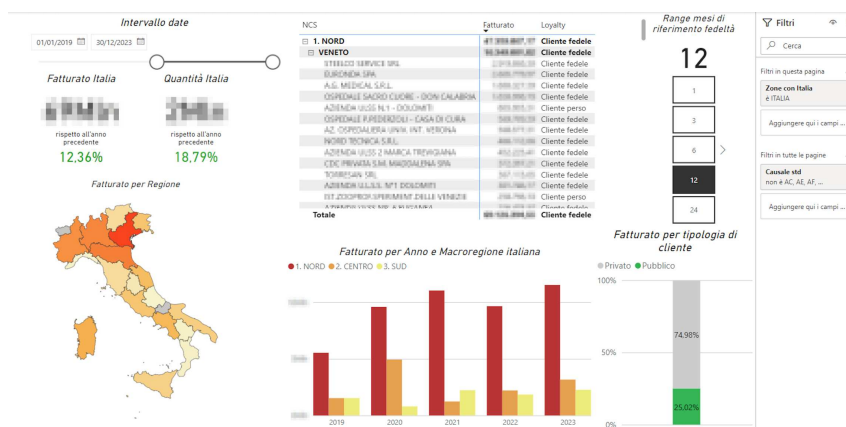 Intervallo date
01/01/2019
30/12/2023
Fatturato Italia
Quantità Italia
rispetto all'anno
precedente
rispetto all'anno
precedente
12,36%
18,79%
Fatturato per Regione
NCS Fatturato Loyalty
1. NORD Cliente fedele
VENETO Cliente fedele
STEELCO SERVICE SRL Cliente fedele
EURONDA SPA Cliente fedele
A.G. MEDICAL S.R.L. Cliente fedele
OSPEDALE SACRO CUORE - DON CALABRIA Cliente fedele
AZIENDA ULSS N.1 - DOLOMITI Cliente perso
OSPEDALE P.PEDERZOLI - CASA DI CURA Cliente fedele
AZ. OSPEDALIERA UNIV. INT. VERONA Cliente fedele
NORD TECNICA S.R.L. Cliente fedele
AZIENDA ULSS 2 MARCA TREVIGIANA Cliente fedele
CDC PRIVATA S.M. MADDALENA SPA Cliente fedele
TORRESAN SRL Cliente fedele
AZIENDA U.L.S.S. N°1 DOLOMITI Cliente fedele
IST.ZOOPROF.SPERIMENT.DELLE VENEZIE Cliente perso
Cliente fedele
Totale Cliente fedele
Fatturato per Anno e Macroregione italiana
1. NORD 2. CENTRO 3. SUD
2019 2020 2021 2022 2023
Range mesi di
riferimento fedeltà
12
1
3
6
12
24
Fatturato per tipologia di
cliente
Privato Pubblico
100%
74.98%
50%
25.02%
0%
Filtri
Cerca
Filtri in questa pagina
Zone con Italia
è ITALIA
Aggiungere qui i campi ...
Filtri in tutte le pagine
Causale std
non è AC, AE, AF, ...
Aggiungere qui i campi ...